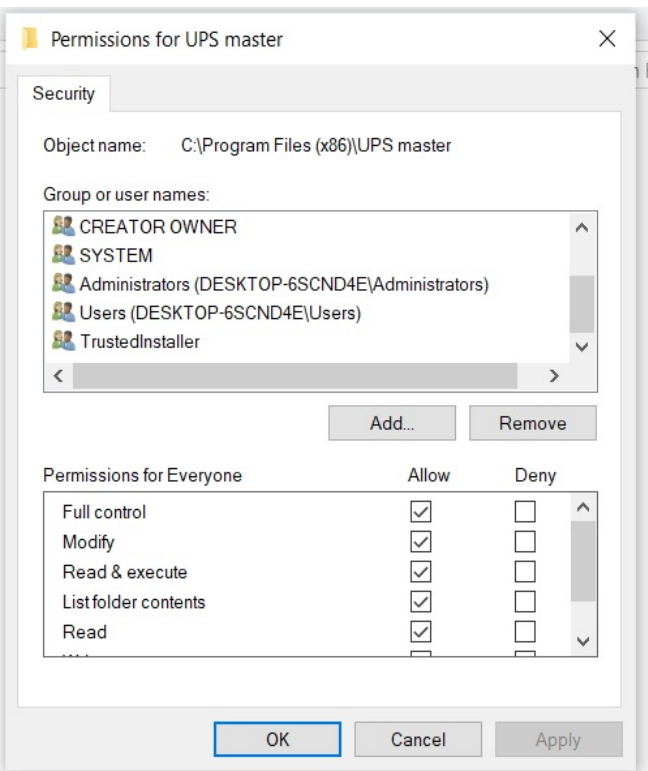 Permissions for UPS master
Security
Object name: C:\Program Files (x86)\UPS master
Group or user names:
CREATOR OWNER
SYSTEM
Administrators (DESKTOP-6SCND4E\Administrators)
Users (DESKTOP-6SCND4E\Users)
TrustedInstaller
Add... Remove
Permissions for Everyone Allow Deny
Full control
Modify
Read & execute
List folder contents
Read
OK Cancel Apply